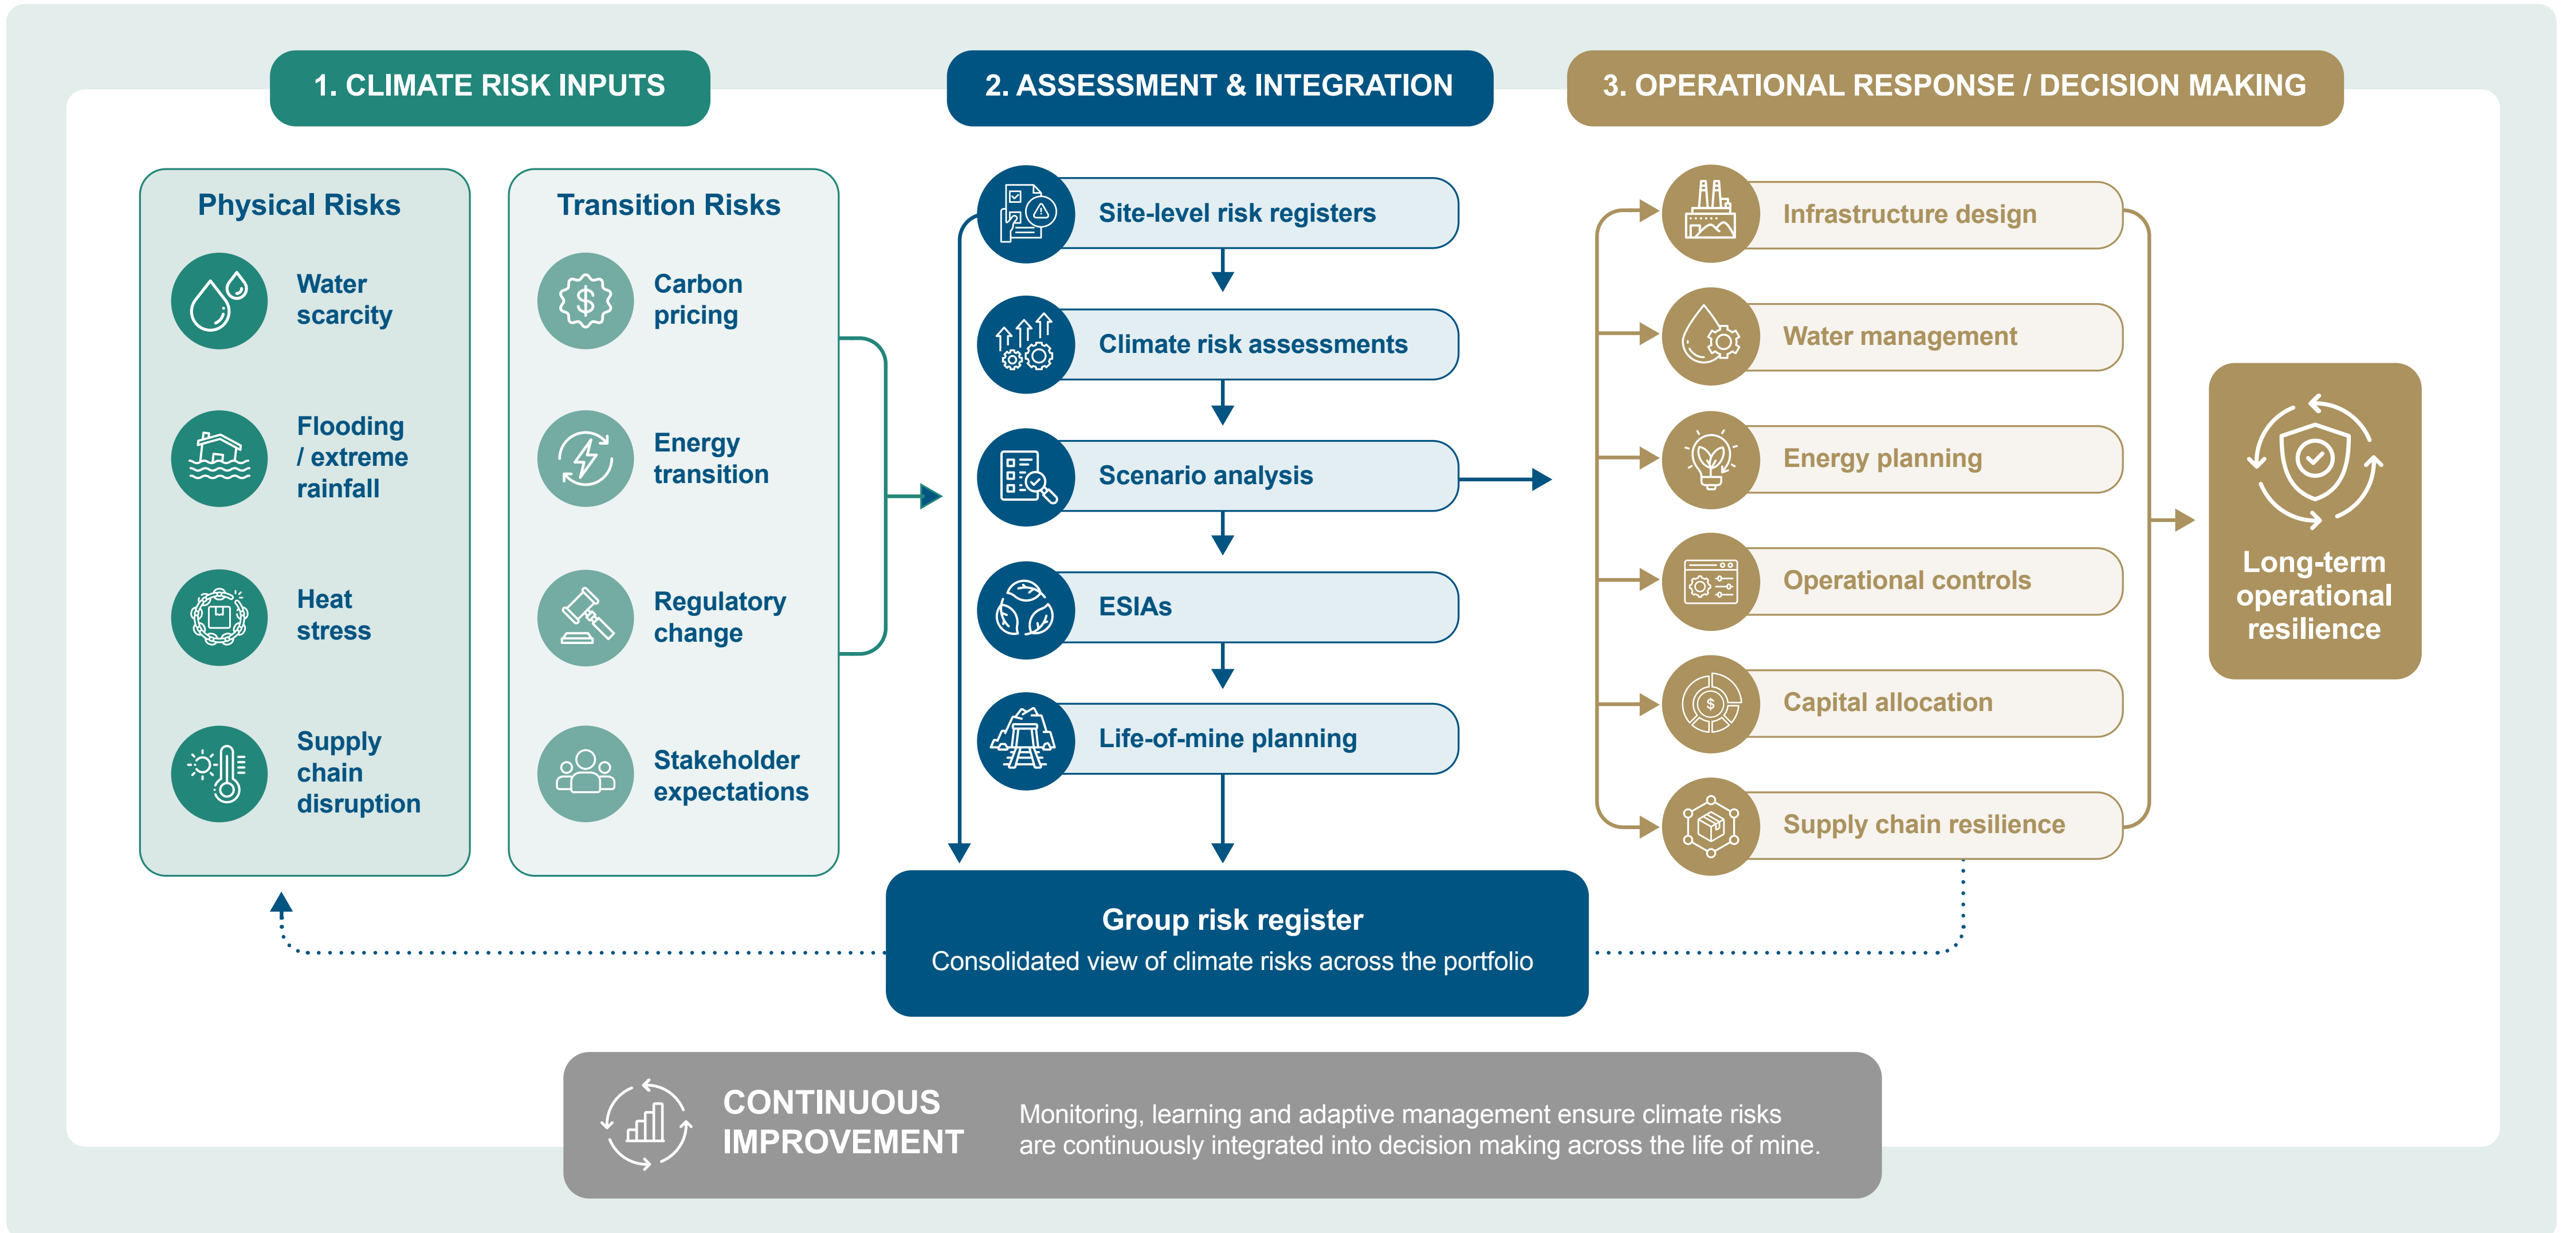 1. CLIMATE RISK INPUTS
Physical Risks
Water
scarcity
Flooding
/ extreme
rainfall
Heat
stress
Supply
chain
disruption
Transition Risks
$
Carbon
pricing
Energy
transition
Regulatory
change
Stakeholder
expectations
2. ASSESSMENT & INTEGRATION
Site-level risk registers
Climate risk assessments
Scenario analysis
ESIAs
Life-of-mine planning
Group risk register
Consolidated view of climate risks across the portfolio
3. OPERATIONAL RESPONSE / DECISION MAKING
Infrastructure design
Water management
Energy planning
Operational controls
$
Capital allocation
Supply chain resilience
Long-term
operational
resilience
CONTINUOUS
IMPROVEMENT
Monitoring, learning and adaptive management ensure climate risks
are continuously integrated into decision making across the life of mine.